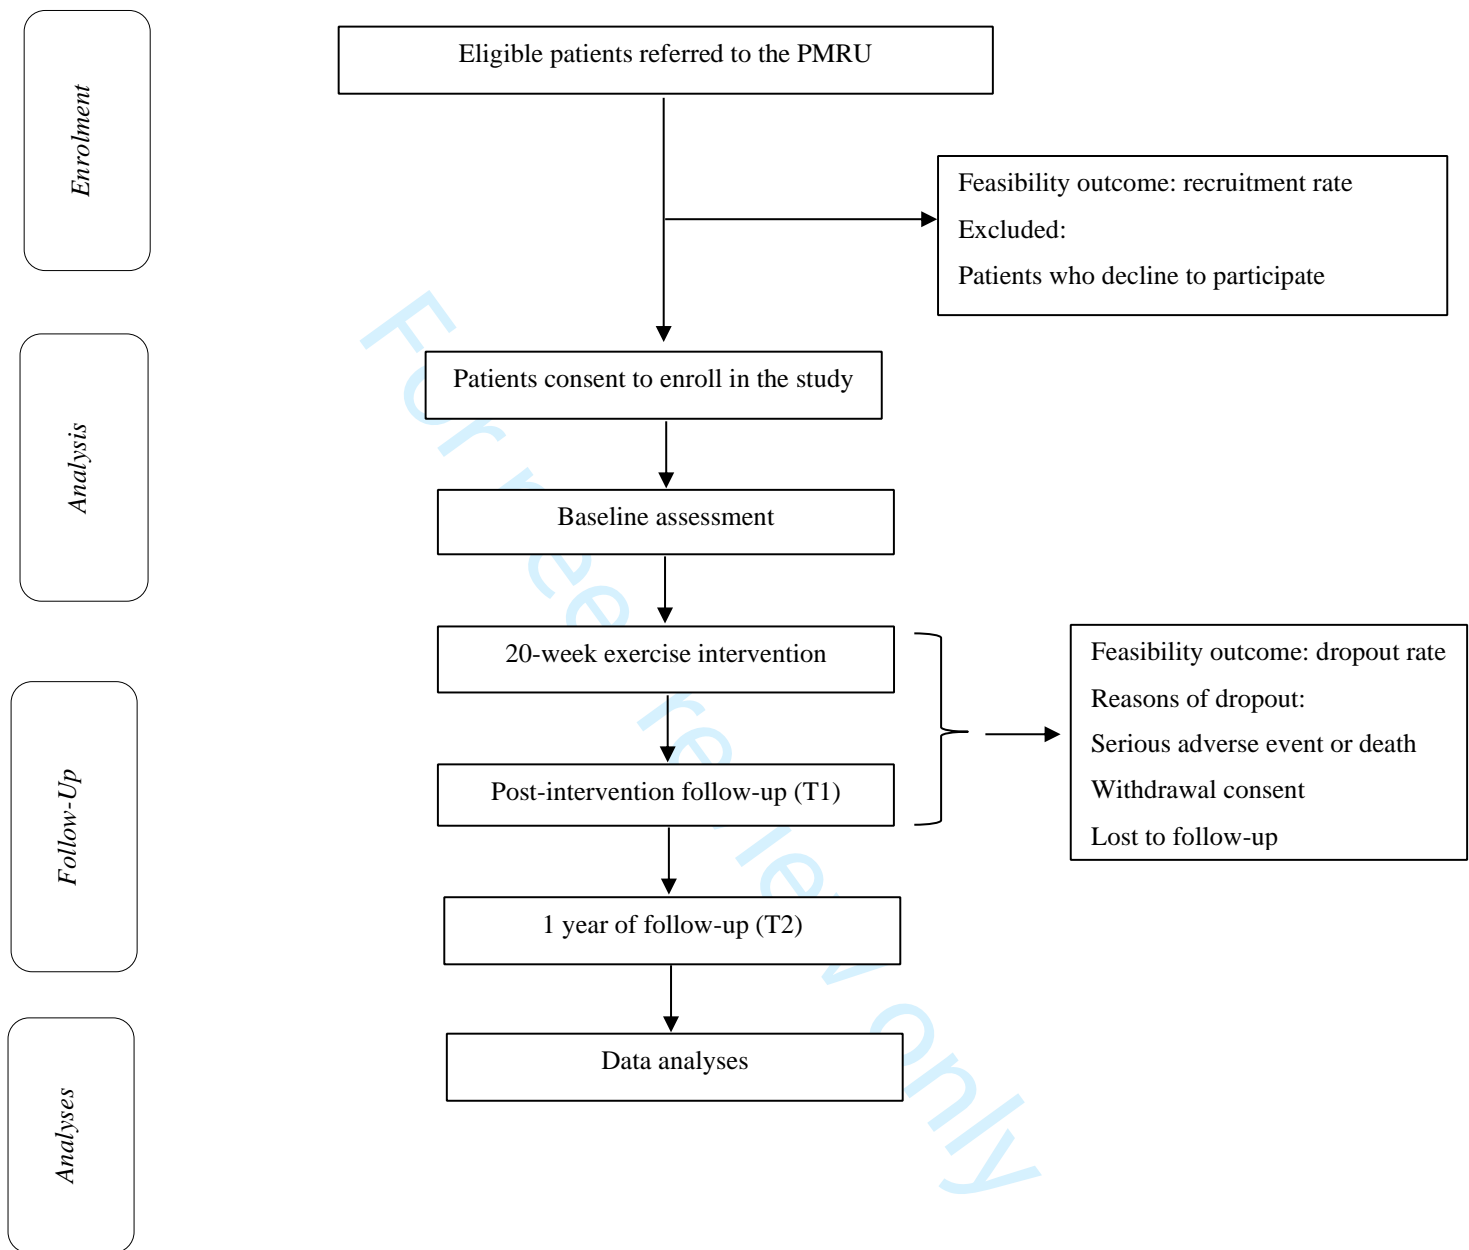 Enrolment
Eligible patients referred to the PMRU
Feasibility outcome: recruitment rate
Excluded:
Patients who decline to participate
Analysis
Patients consent to enroll in the study
Baseline assessment
Follow-Up
20-week exercise intervention
Post-intervention follow-up (T1)
Feasibility outcome: dropout rate
Reasons of dropout:
Serious adverse event or death
Withdrawal consent
Lost to follow-up
1 year of follow-up (T2)
Analyses
Data analyses
For peer review only